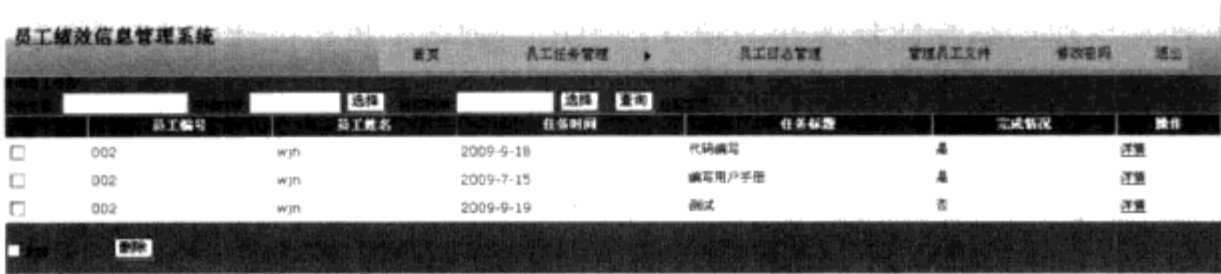 员工绩效信息管理系统
首页 员工任务管理 ▶ 员工日志管理 管理员工文件 修改密码 退出
选择 选择 查询
员工编号 员工姓名 任务时间 任务标题 完成情况 操作
002 wjn 2009-9-18 代码编写 是 详情
002 wjn 2009-7-15 编写用户手册 是 详情
002 wjn 2009-9-19 测试 否 详情
删除